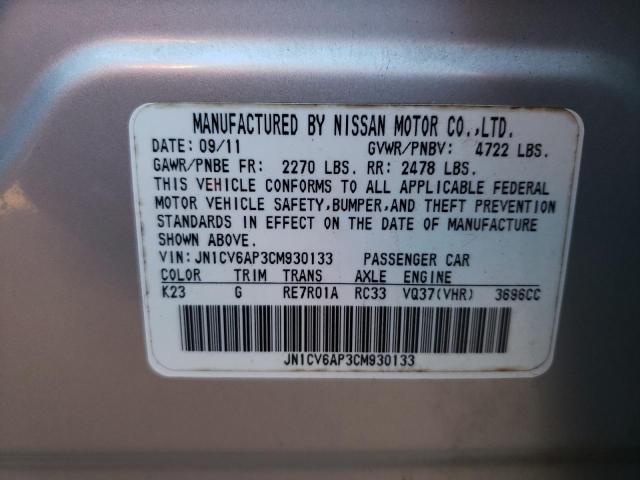 MANUFACTURED BY NISSAN MOTOR CO.,LTD.
DATE: 09/11 GVWR/PNBV: 4722 LBS.
GAWR/PNBE FR: 2270 LBS. RR: 2478 LBS.
THIS VEHICLE CONFORMS TO ALL APPLICABLE FEDERAL
MOTOR VEHICLE SAFETY,BUMPER,AND THEFT PREVENTION
STANDARDS IN EFFECT ON THE DATE OF MANUFACTURE
SHOWN ABOVE.
VIN: JN1CV6AP3CM930133 PASSENGER CAR
COLOR TRIM TRANS AXLE ENGINE
K23 G RE7R01A RC33 VQ37(VHR) 3696CC
JN1CV6AP3CM930133